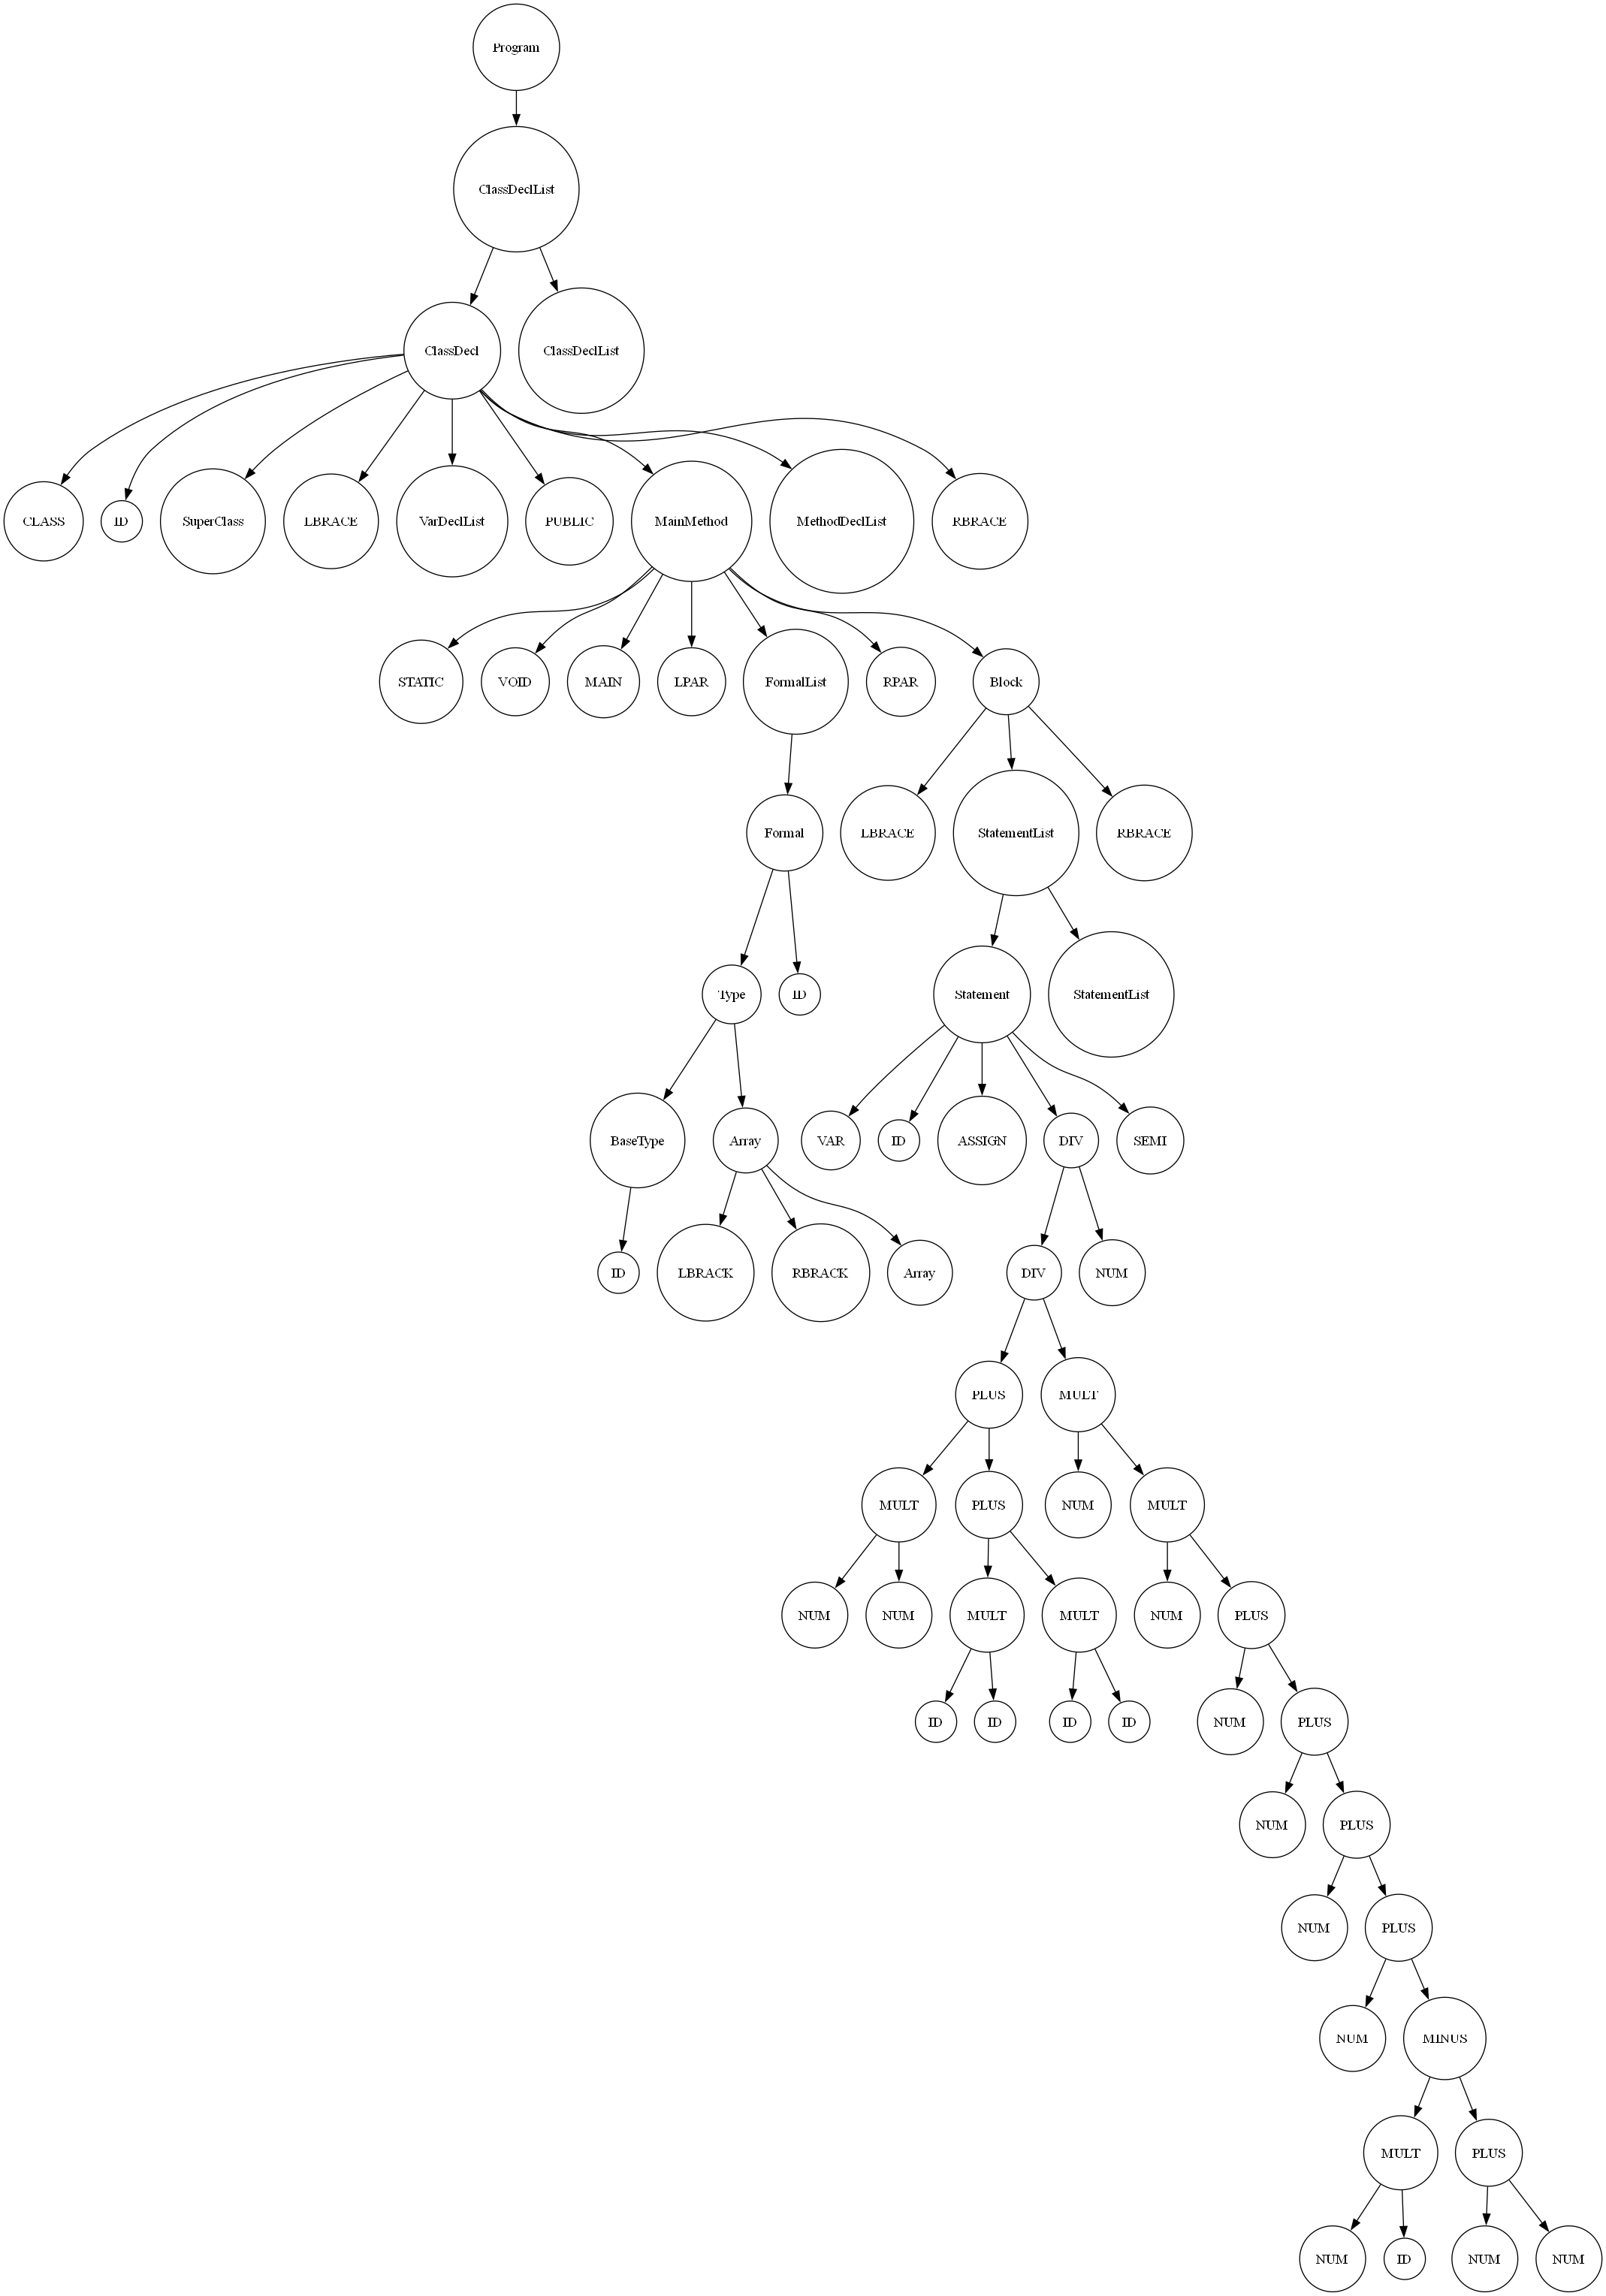 Program
ClassDeclList
ClassDecl
ClassDeclList
CLASS
ID
SuperClass
LBRACE
VarDeclList
PUBLIC
MainMethod
MethodDeclList
RBRACE
STATIC
VOID
MAIN
LPAR
FormalList
RPAR
Block
Formal
LBRACE
StatementList
RBRACE
Type
ID
Statement
StatementList
BaseType
Array
VAR
ID
ASSIGN
DIV
SEMI
ID
LBRACK
RBRACK
Array
DIV
NUM
PLUS
MULT
MULT
PLUS
NUM
MULT
NUM
NUM
MULT
MULT
NUM
PLUS
ID
ID
ID
ID
NUM
PLUS
NUM
PLUS
NUM
PLUS
NUM
MINUS
MULT
PLUS
NUM
ID
NUM
NUM